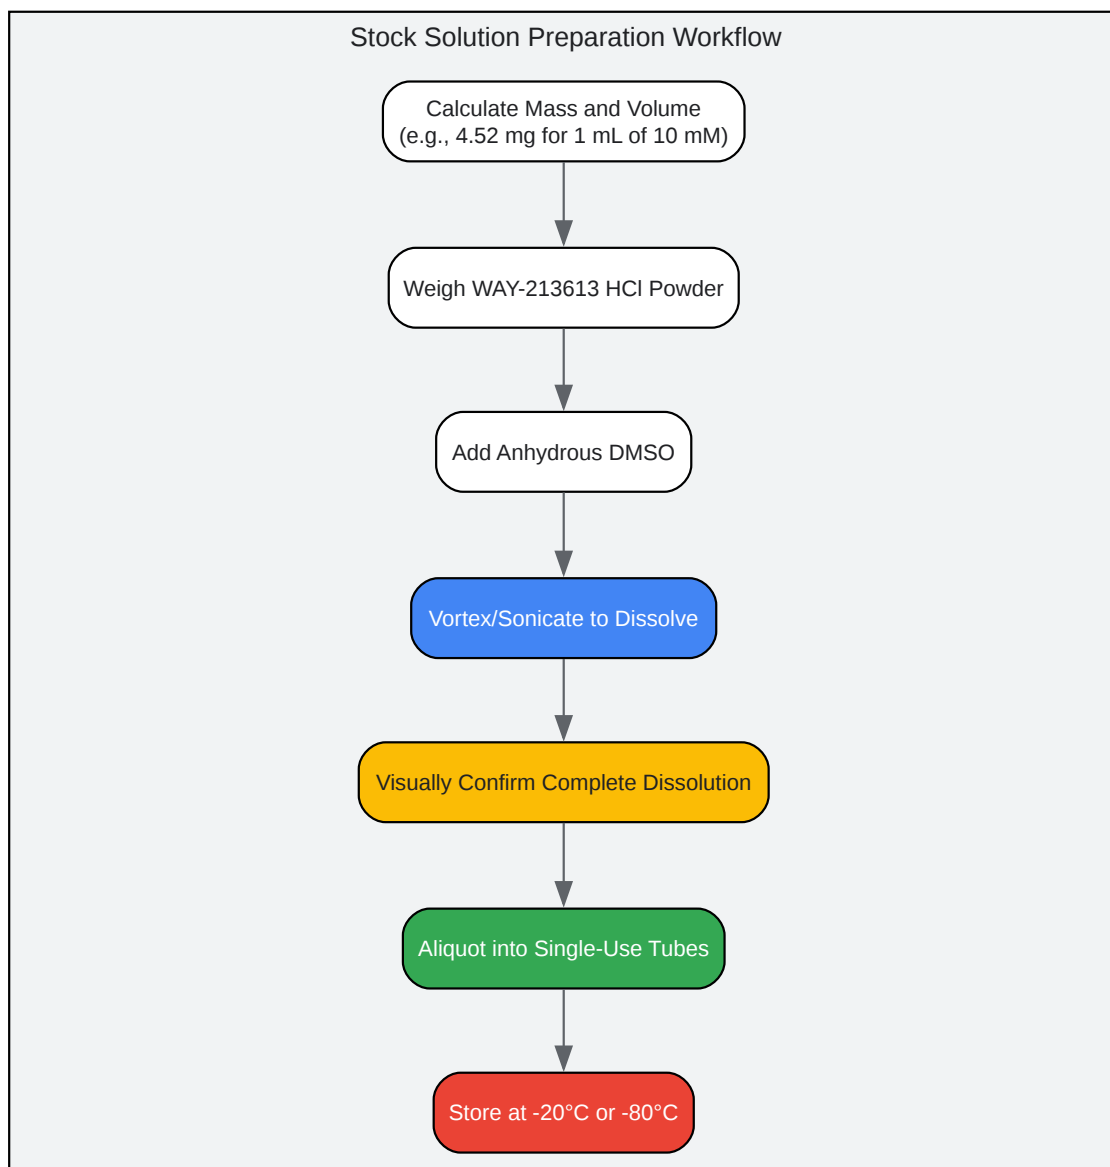 Stock Solution Preparation Workflow
Calculate Mass and Volume
(e.g., 4.52 mg for 1 mL of 10 mM)
Weigh WAY-213613 HCl Powder
Add Anhydrous DMSO
Vortex/Sonicate to Dissolve
Visually Confirm Complete Dissolution
Aliquot into Single-Use Tubes
Store at -20°C or -80°C